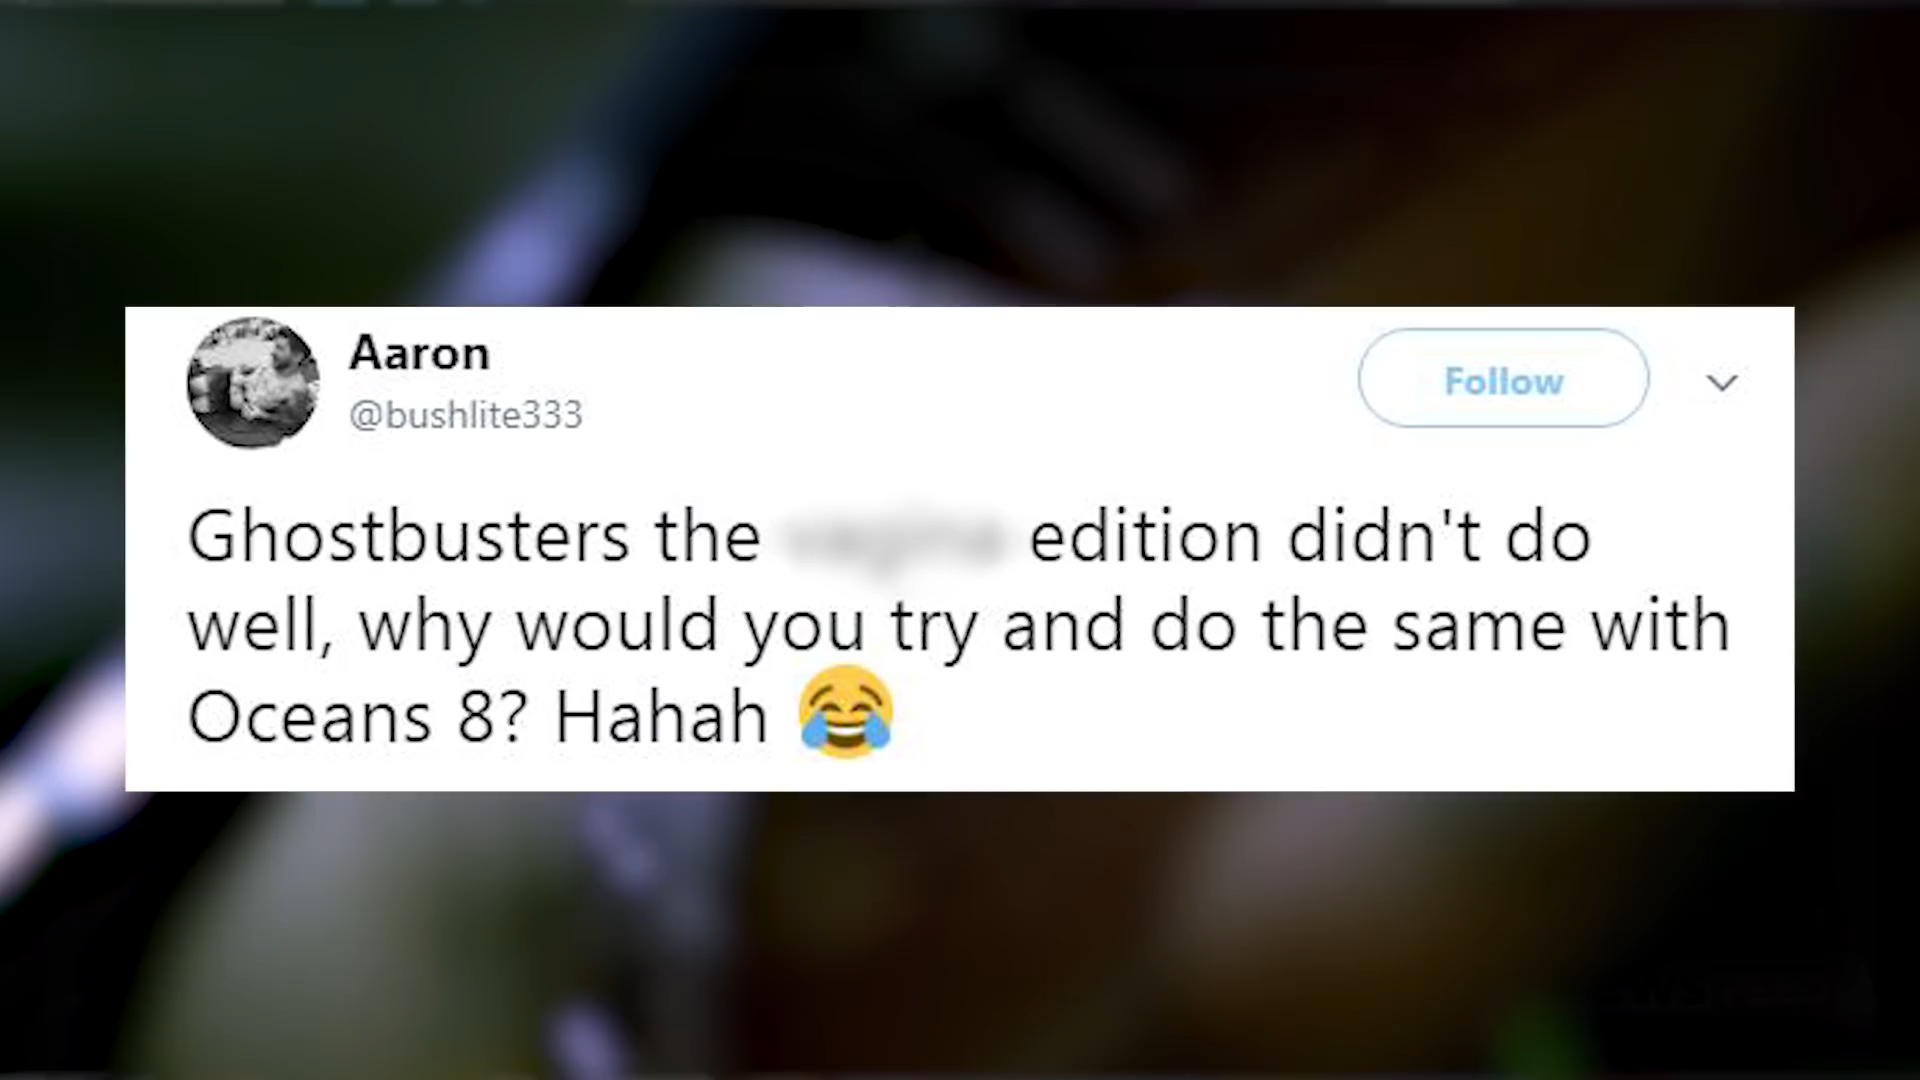 Aaron
@bushlite333
Follow
Ghostbusters the edition didn't do
well, why would you try and do the same with
Oceans 8? Hahah 😂